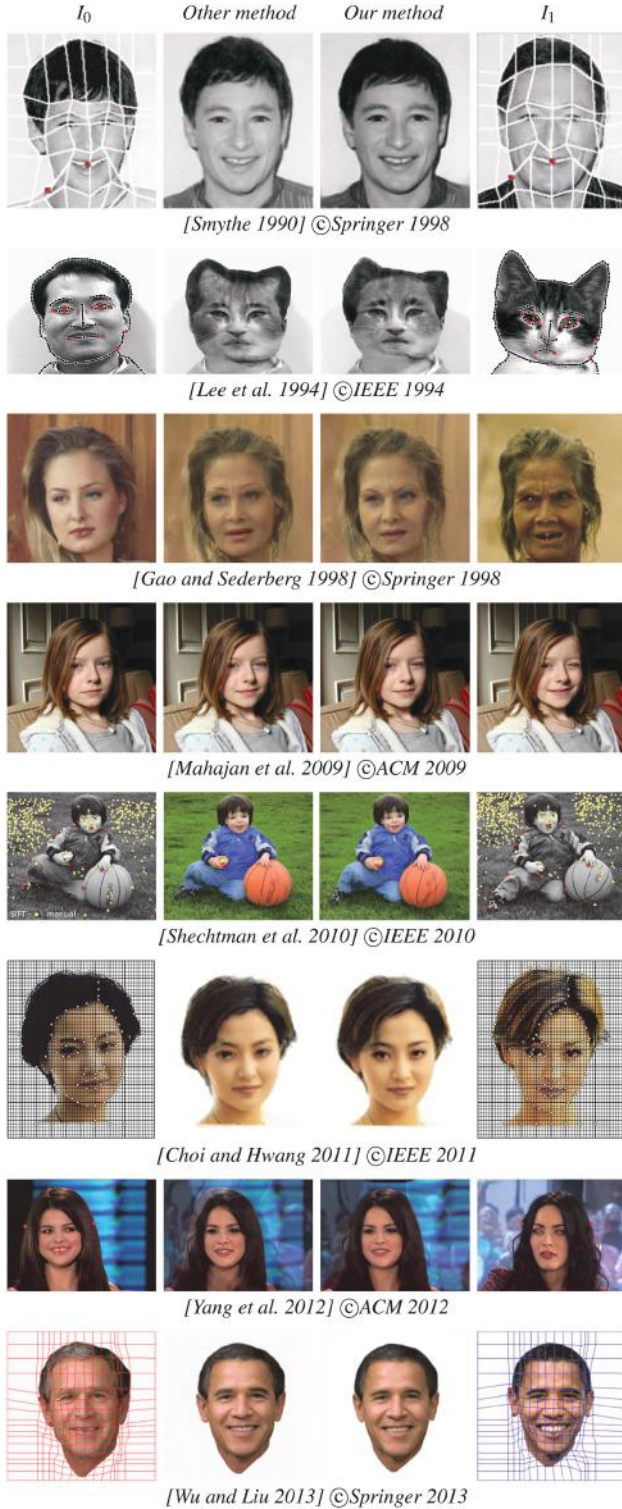 I0 Other method Our method I1
[Smythe 1990] ©Springer 1998
[Lee et al. 1994] ©IEEE 1994
[Gao and Sederberg 1998] ©Springer 1998
[Mahajan et al. 2009] ©ACM 2009
SIFT manual
[Shechtman et al. 2010] ©IEEE 2010
[Choi and Hwang 2011] ©IEEE 2011
[Yang et al. 2012] ©ACM 2012
[Wu and Liu 2013] ©Springer 2013